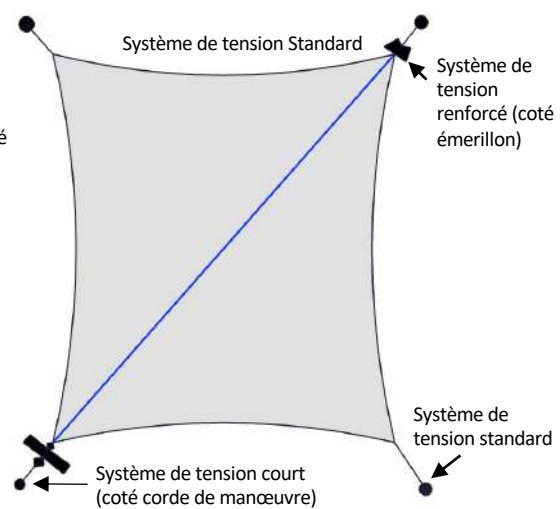 Système de tension Standard
Système de
tension
renforcé (coté
émerillon)
é
Système de
tension standard
Système de tension court
(coté corde de manœuvre)